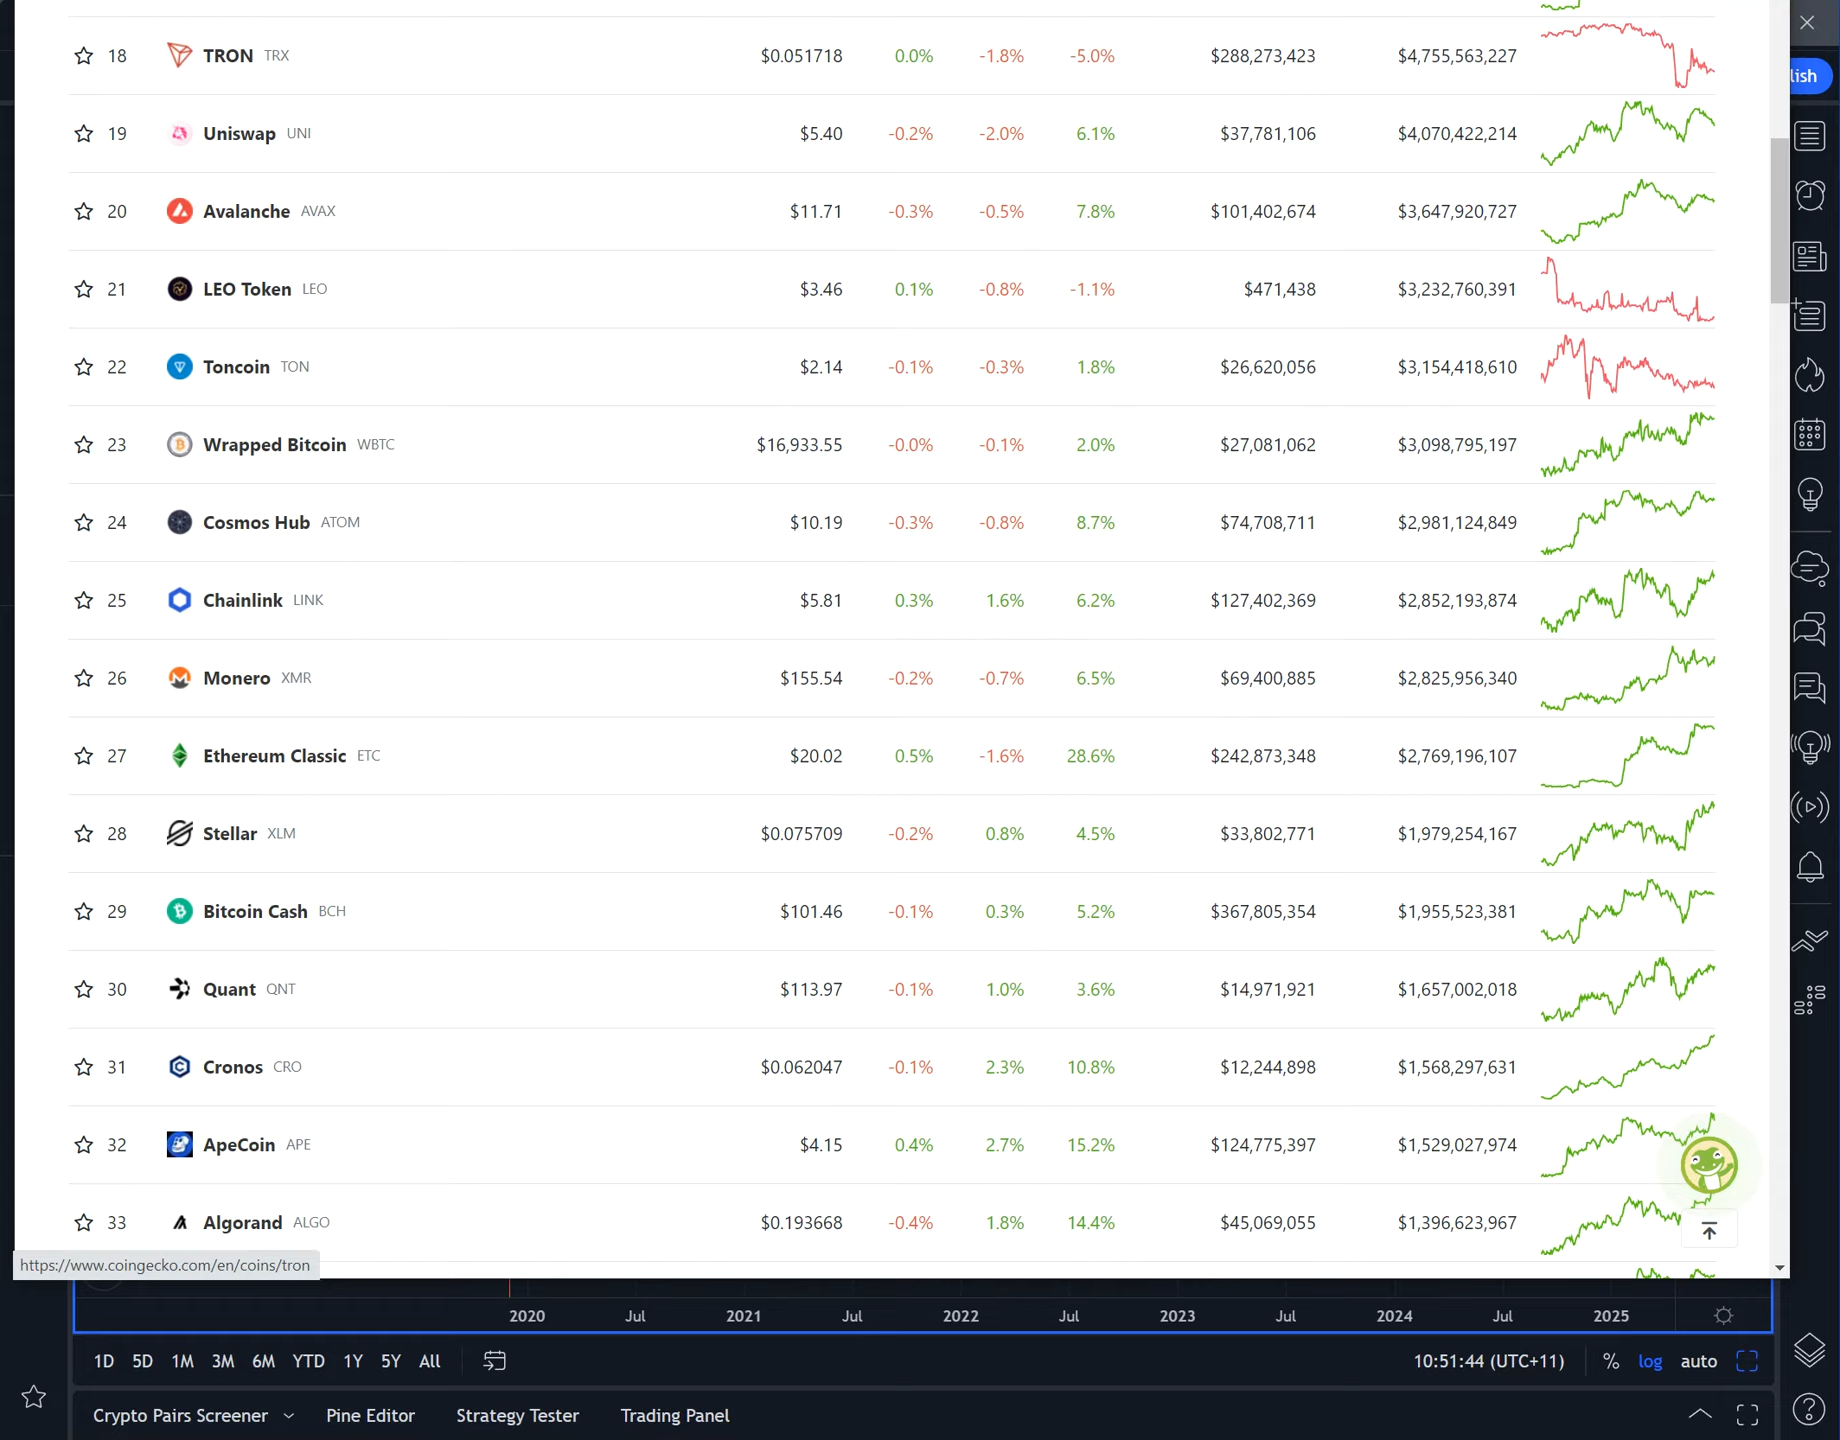 18 TRON TRX $0.051718 0.0% -1.8% -5.0% $288,273,423 $4,755,563,227
lish
19 Uniswap UNI $5.40 -0.2% -2.0% 6.1% $37,781,106 $4,070,422,214
20 Avalanche AVAX $11.71 -0.3% -0.5% 7.8% $101,402,674 $3,647,920,727
21 LEO Token LEO $3.46 0.1% -0.8% -1.1% $471,438 $3,232,760,391
22 Toncoin TON $2.14 -0.1% -0.3% 1.8% $26,620,056 $3,154,418,610
23 Wrapped Bitcoin WBTC $16,933.55 -0.0% -0.1% 2.0% $27,081,062 $3,098,795,197
24 Cosmos Hub ATOM $10.19 -0.3% -0.8% 8.7% $74,708,711 $2,981,124,849
25 Chainlink LINK $5.81 0.3% 1.6% 6.2% $127,402,369 $2,852,193,874
26 Monero XMR $155.54 -0.2% -0.7% 6.5% $69,400,885 $2,825,956,340
27 Ethereum Classic ETC $20.02 0.5% -1.6% 28.6% $242,873,348 $2,769,196,107
28 Stellar XLM $0.075709 -0.2% 0.8% 4.5% $33,802,771 $1,979,254,167
29 Bitcoin Cash BCH $101.46 -0.1% 0.3% 5.2% $367,805,354 $1,955,523,381
30 Quant QNT $113.97 -0.1% 1.0% 3.6% $14,971,921 $1,657,002,018
31 Cronos CRO $0.062047 -0.1% 2.3% 10.8% $12,244,898 $1,568,297,631
32 ApeCoin APE $4.15 0.4% 2.7% 15.2% $124,775,397 $1,529,027,974
33 Algorand ALGO $0.193668 -0.4% 1.8% 14.4% $45,069,055 $1,396,623,967
https://www.coingecko.com/en/coins/tron
2020 Jul 2021 Jul 2022 Jul 2023 Jul 2024 Jul 2025
1D 5D 1M 3M 6M YTD 1Y 5Y All 10:51:44 (UTC+11) % log auto
Crypto Pairs Screener Pine Editor Strategy Tester Trading Panel